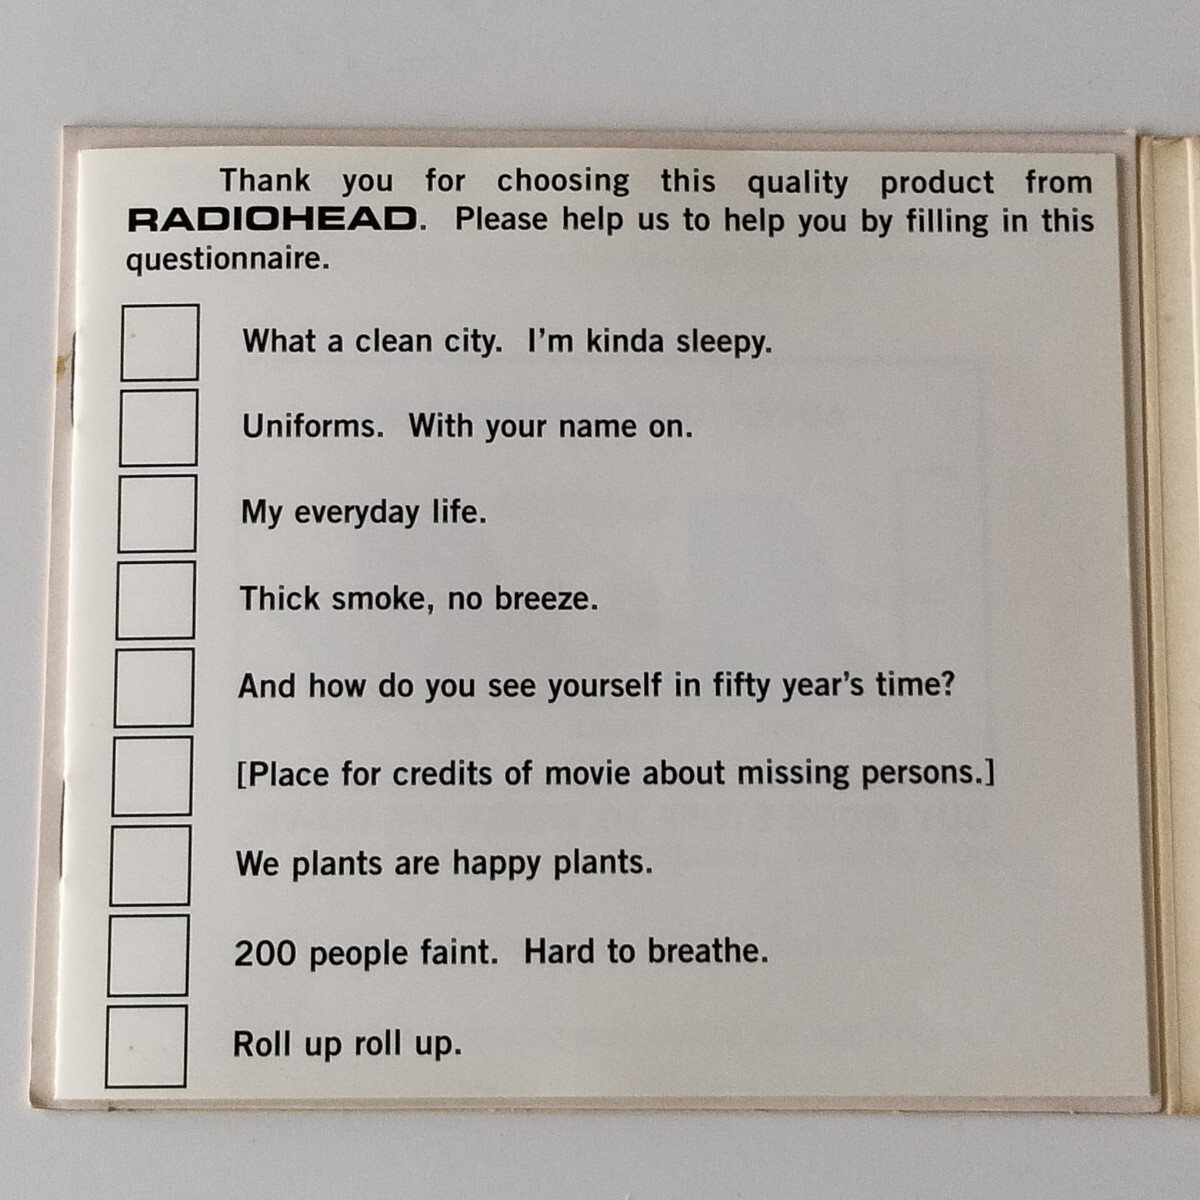 Thank you for choosing this quality product from
RADIOHEAD. Please help us to help you by filling in this
questionnaire.
What a clean city. I'm kinda sleepy.
Uniforms. With your name on.
My everyday life.
Thick smoke, no breeze.
And how do you see yourself in fifty year's time?
[Place for credits of movie about missing persons.]
We plants are happy plants.
200 people faint. Hard to breathe.
Roll up roll up.